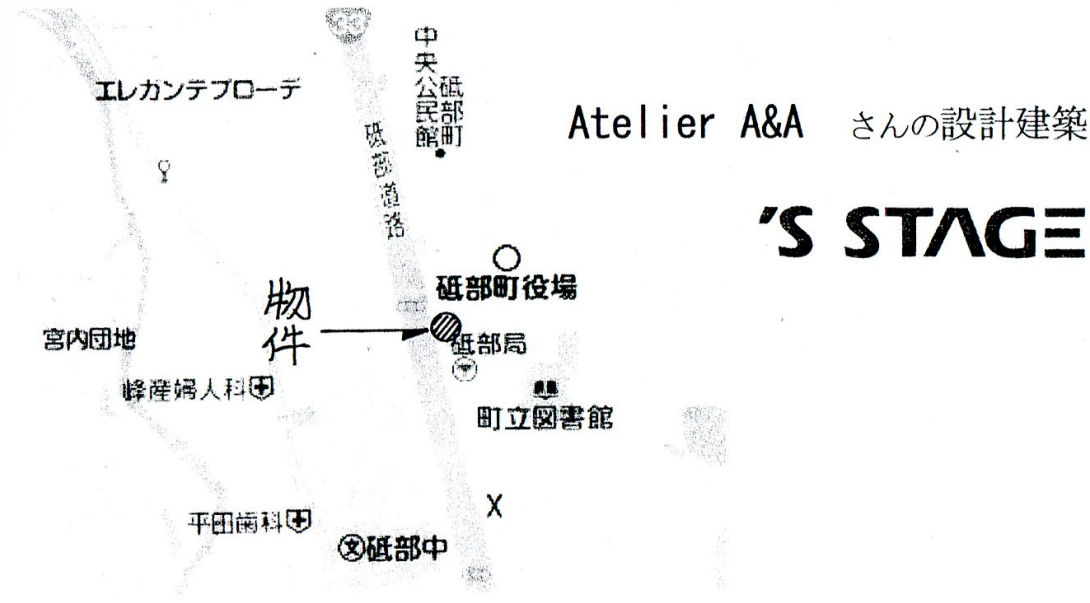 33
中央公民館
砥部町
エレガンテブローデ
Atelier A&A さんの設計建築
砥部道路
'S STAGE
砥部町役場
物件
宮内団地
砥部局
峰産婦人科
町立図書館
X
平田歯科
文砥部中